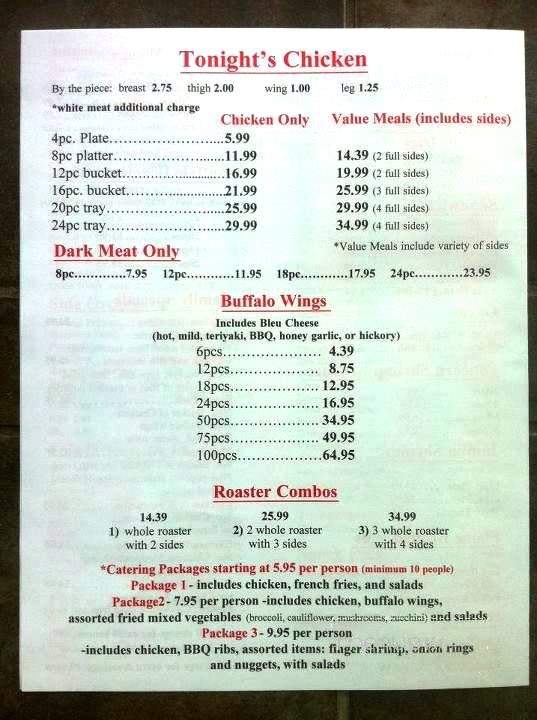 Tonight's Chicken
By the piece: breast 2.75 thigh 2.00 wing 1.00 leg 1.25
*white meat additional charge
Chicken Only Value Meals (includes sides)
4pc. Plate..........................5.99
8pc platter..........................11.99 14.39 (2 full sides)
12pc bucket..........................16.99 19.99 (2 full sides)
16pc. bucket..........................21.99 25.99 (3 full sides)
20pc tray..........................25.99 29.99 (4 full sides)
24pc tray..........................29.99 34.99 (4 full sides)
Dark Meat Only *Value Meals include variety of sides
8pc............7.95 12pc............11.95 18pc............17.95 24pc............23.95
Buffalo Wings
Includes Bleu Cheese
(hot, mild, teriyaki, BBQ, honey garlic, or hickory)
6pcs..................... 4.39
12pcs..................... 8.75
18pcs..................... 12.95
24pcs..................... 16.95
50pcs..................... 34.95
75pcs..................... 49.95
100pcs..................64.95
Roaster Combos
14.39 25.99 34.99
1) whole roaster 2) 2 whole roaster 3) 3 whole roaster
with 2 sides with 3 sides with 4 sides
*Catering Packages starting at 5.95 per person (minimum 10 people)
Package 1 - includes chicken, french fries, and salads
Package2 - 7.95 per person -includes chicken, buffalo wings,
assorted fried mixed vegetables (broccoli, cauliflower, mushrooms, zucchini) and salads
Package 3 - 9.95 per person
-includes chicken, BBQ ribs, assorted items: finger shrimp, onion rings
and nuggets, with salads